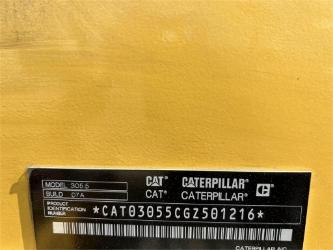 CAT CATERPILLAR
MODEL 305.5
BUILD 07A CAT® CATERPILLAR®
PRODUCT
IDENTIFICATION
NUMBER *CAT03055CGZ501216*
CATERPILLAR INC